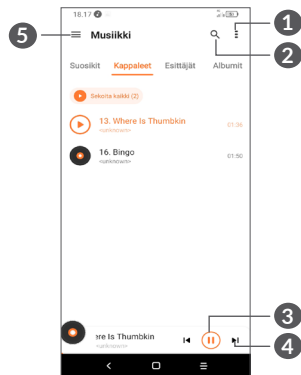 18.17
1
5
Musiikki
2
Suosikit Kappaleet Esittäjät Albumit
Sekoita kaikki (2)
13. Where Is Thumbkin
<unknown>
01:36
16. Bingo
<unknown>
01:50
3
ere Is Thumbkin
<unknown>
4